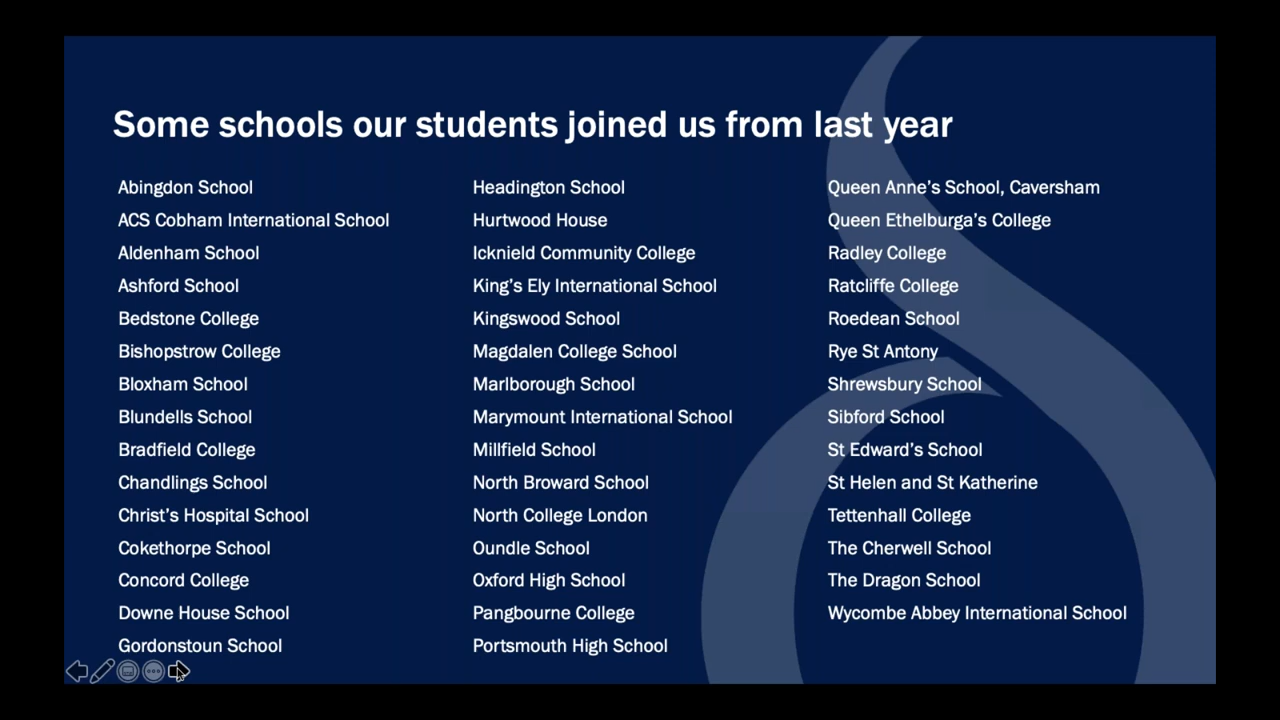 Some schools our students joined us from last year
Abingdon School
ACS Cobham International School
Aldenham School
Ashford School
Bedstone College
Bishopstrow College
Bloxham School
Blundells School
Bradfield College
Chandlings School
Christ’s Hospital School
Cokethorpe School
Concord College
Downe House School
Gordonstoun School
Headington School
Hurtwood House
Icknield Community College
King’s Ely International School
Kingswood School
Magdalen College School
Marlborough School
Marymount International School
Millfield School
North Broward School
North College London
Oundle School
Oxford High School
Pangbourne College
Portsmouth High School
Queen Anne’s School, Caversham
Queen Ethelburga’s College
Radley College
Ratcliffe College
Roedean School
Rye St Antony
Shrewsbury School
Sibford School
St Edward’s School
St Helen and St Katherine
Tettenhall College
The Cherwell School
The Dragon School
Wycombe Abbey International School